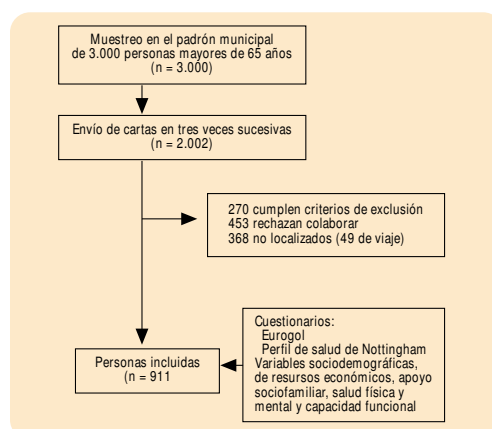 Muestreo en el padrón municipal
de 3.000 personas mayores de 65 años
(n = 3.000)
Envío de cartas en tres veces sucesivas
(n = 2.002)
270 cumplen criterios de exclusión
453 rechazan colaborar
368 no localizados (49 de viaje)
Cuestionarios:
Eurogol
Perfil de salud de Nottingham
Variables sociodemográficas,
de resursos económicos, apoyo
sociofamiliar, salud física y
mental y capacidad funcional
Personas incluidas
(n = 911